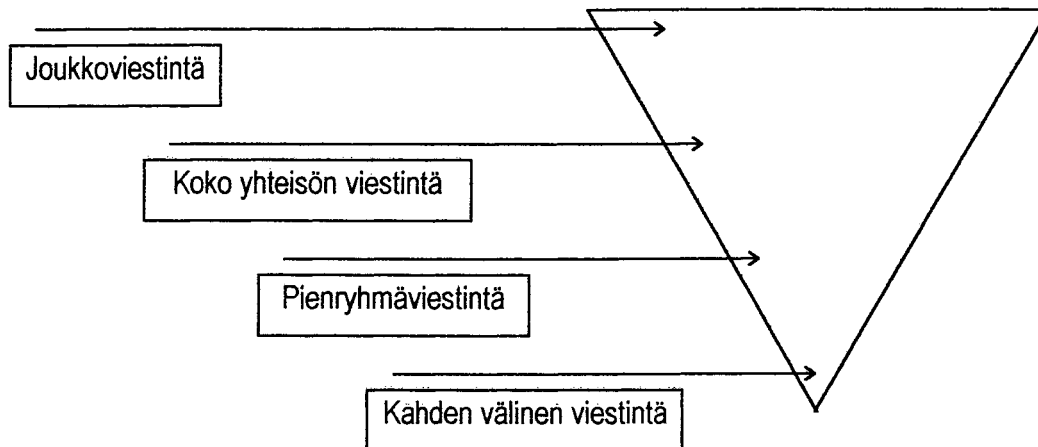 Joukkoviestintä
Koko yhteisön viestintä
Pienryhmäviestintä
Kahden välinen viestintä